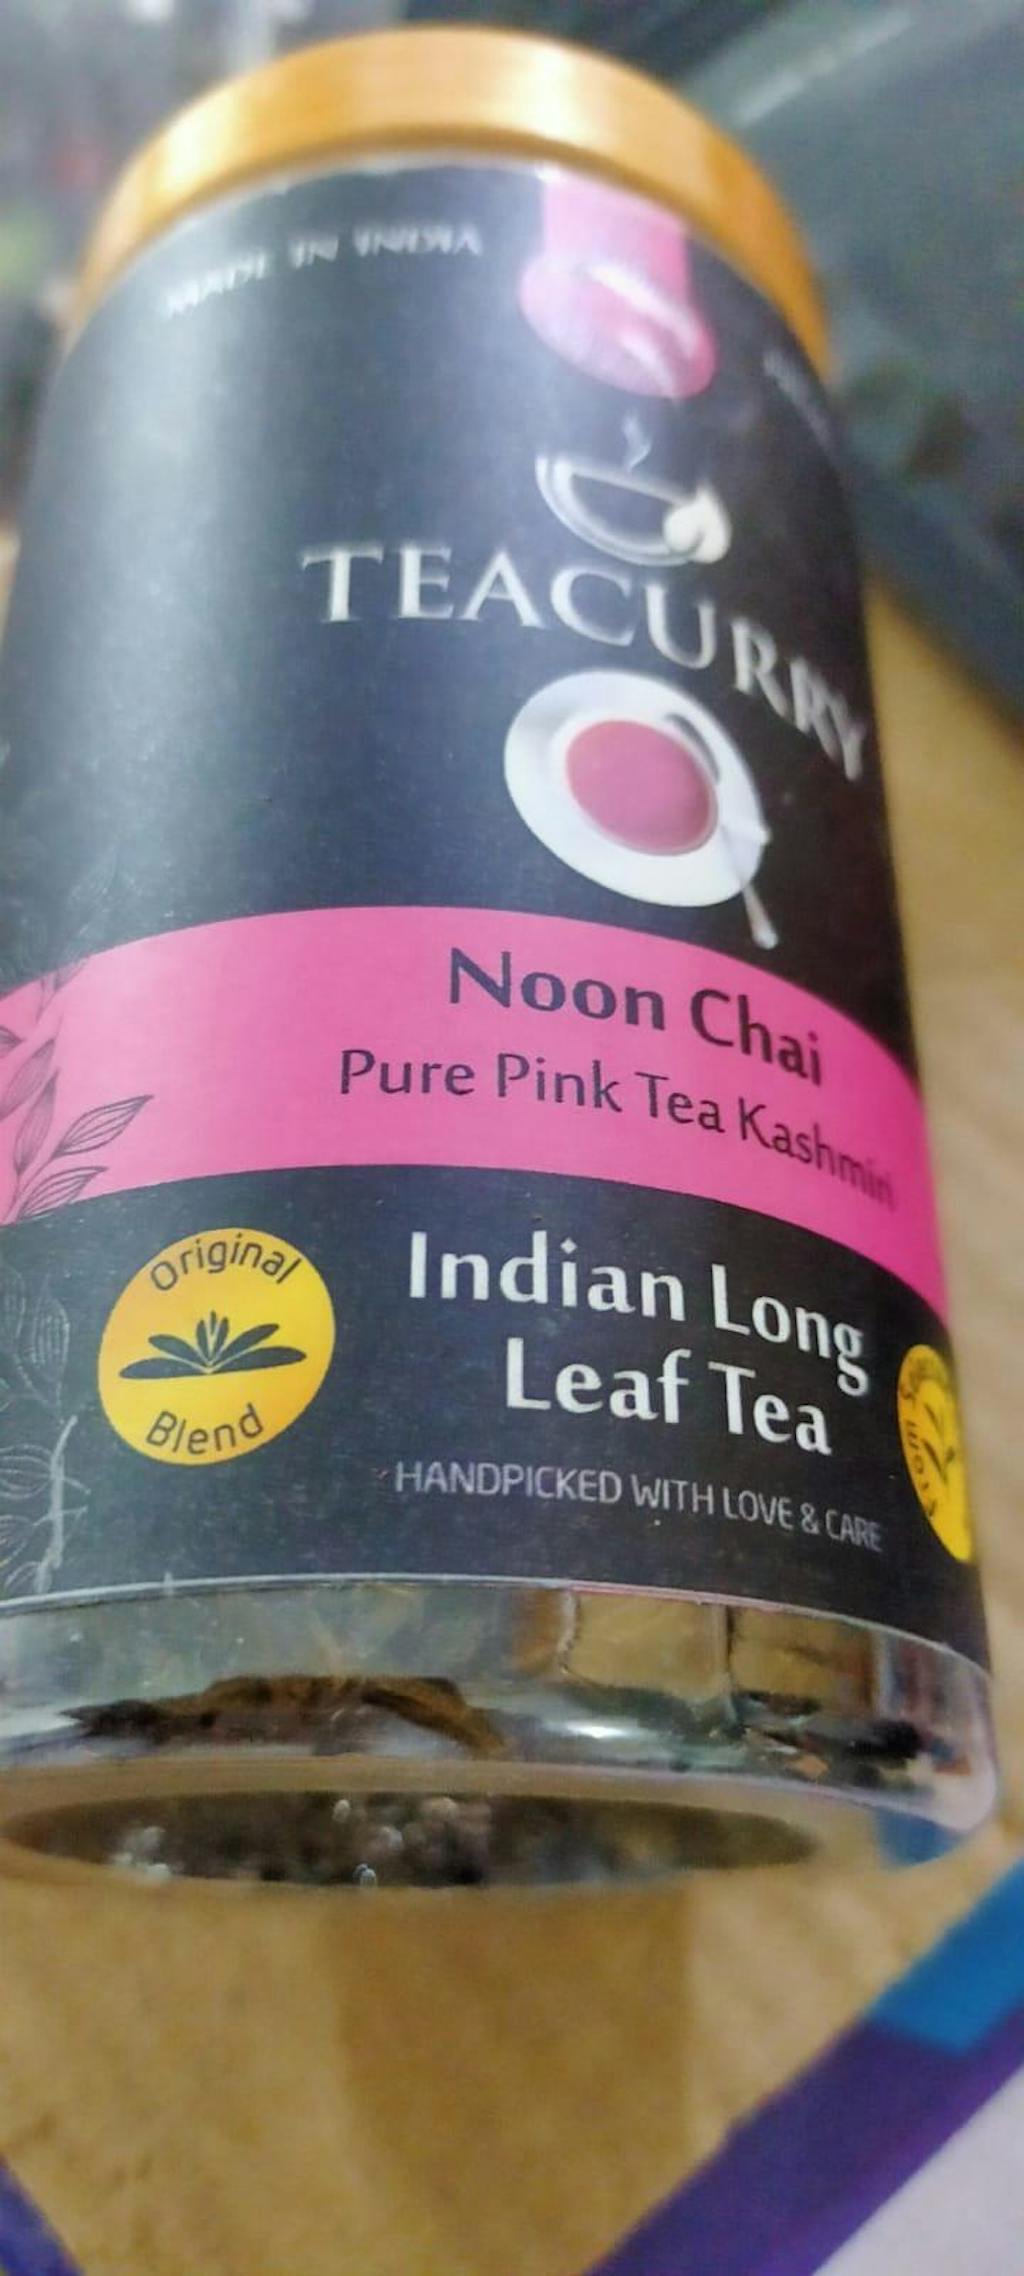 MADE IN INDIA
TEACURRY
Noon Chai
Pure Pink Tea Kashmiri
Original
Blend
Indian Long
Leaf Tea
HANDPICKED WITH LOVE & CARE
From